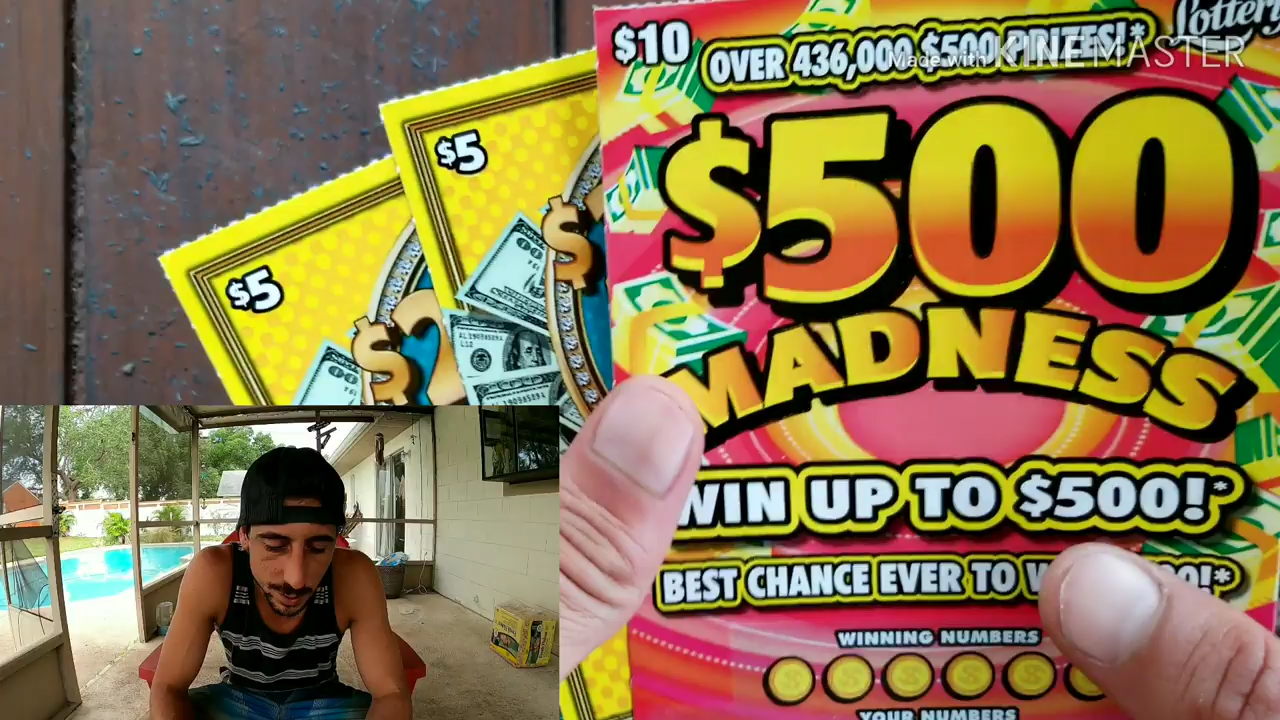 $10
OVER 436,000 $500 PRIZES!*
Lottery
Made with KINEMASTER
$500
MADNESS
WIN UP TO $500!*
BEST CHANCE EVER TO
WINNING NUMBERS
YOUR NUMBERS
$5
$5